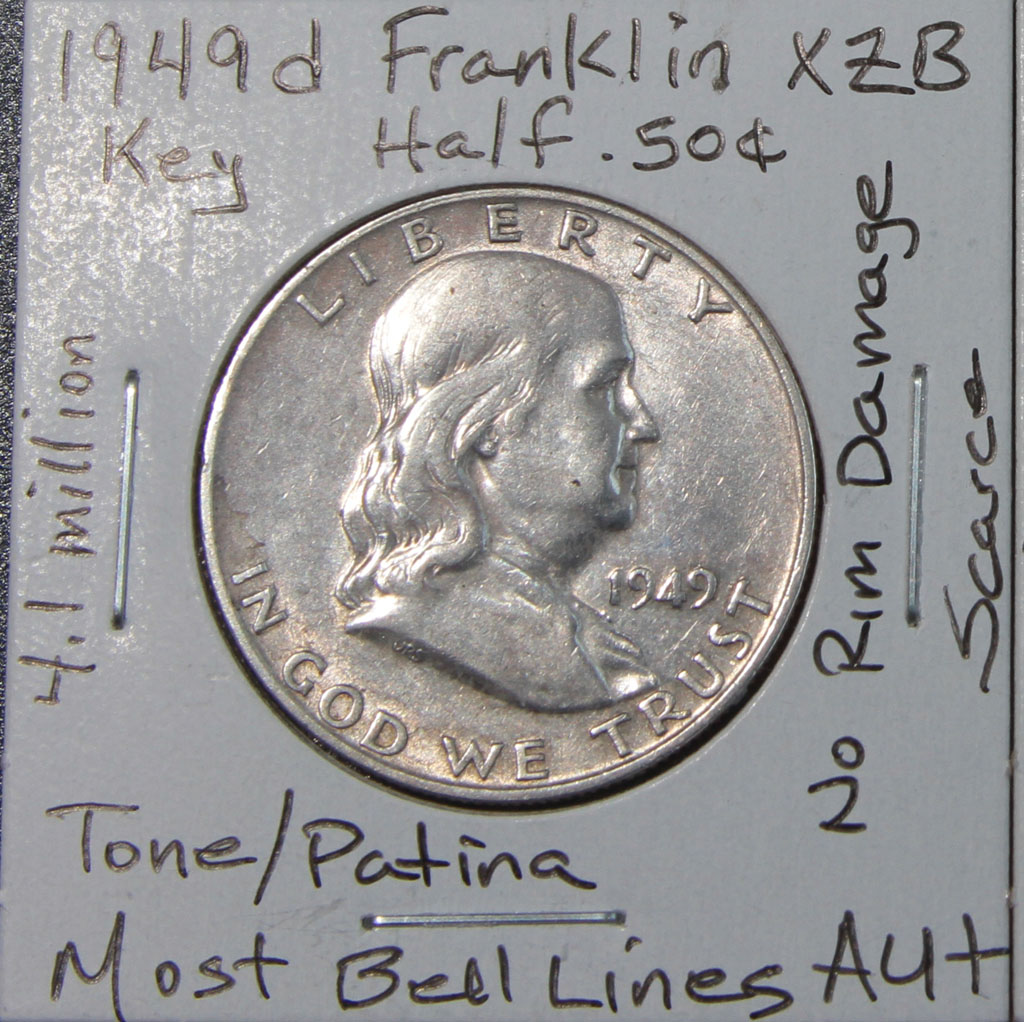 1949d Franklin XZB
Key Half .50¢
4.1 million
LIBERTY
1949
IN GOD WE TRUST
JRS
No Rim Damage
Scarce
Tone/Patina
Most Bell Lines AU+